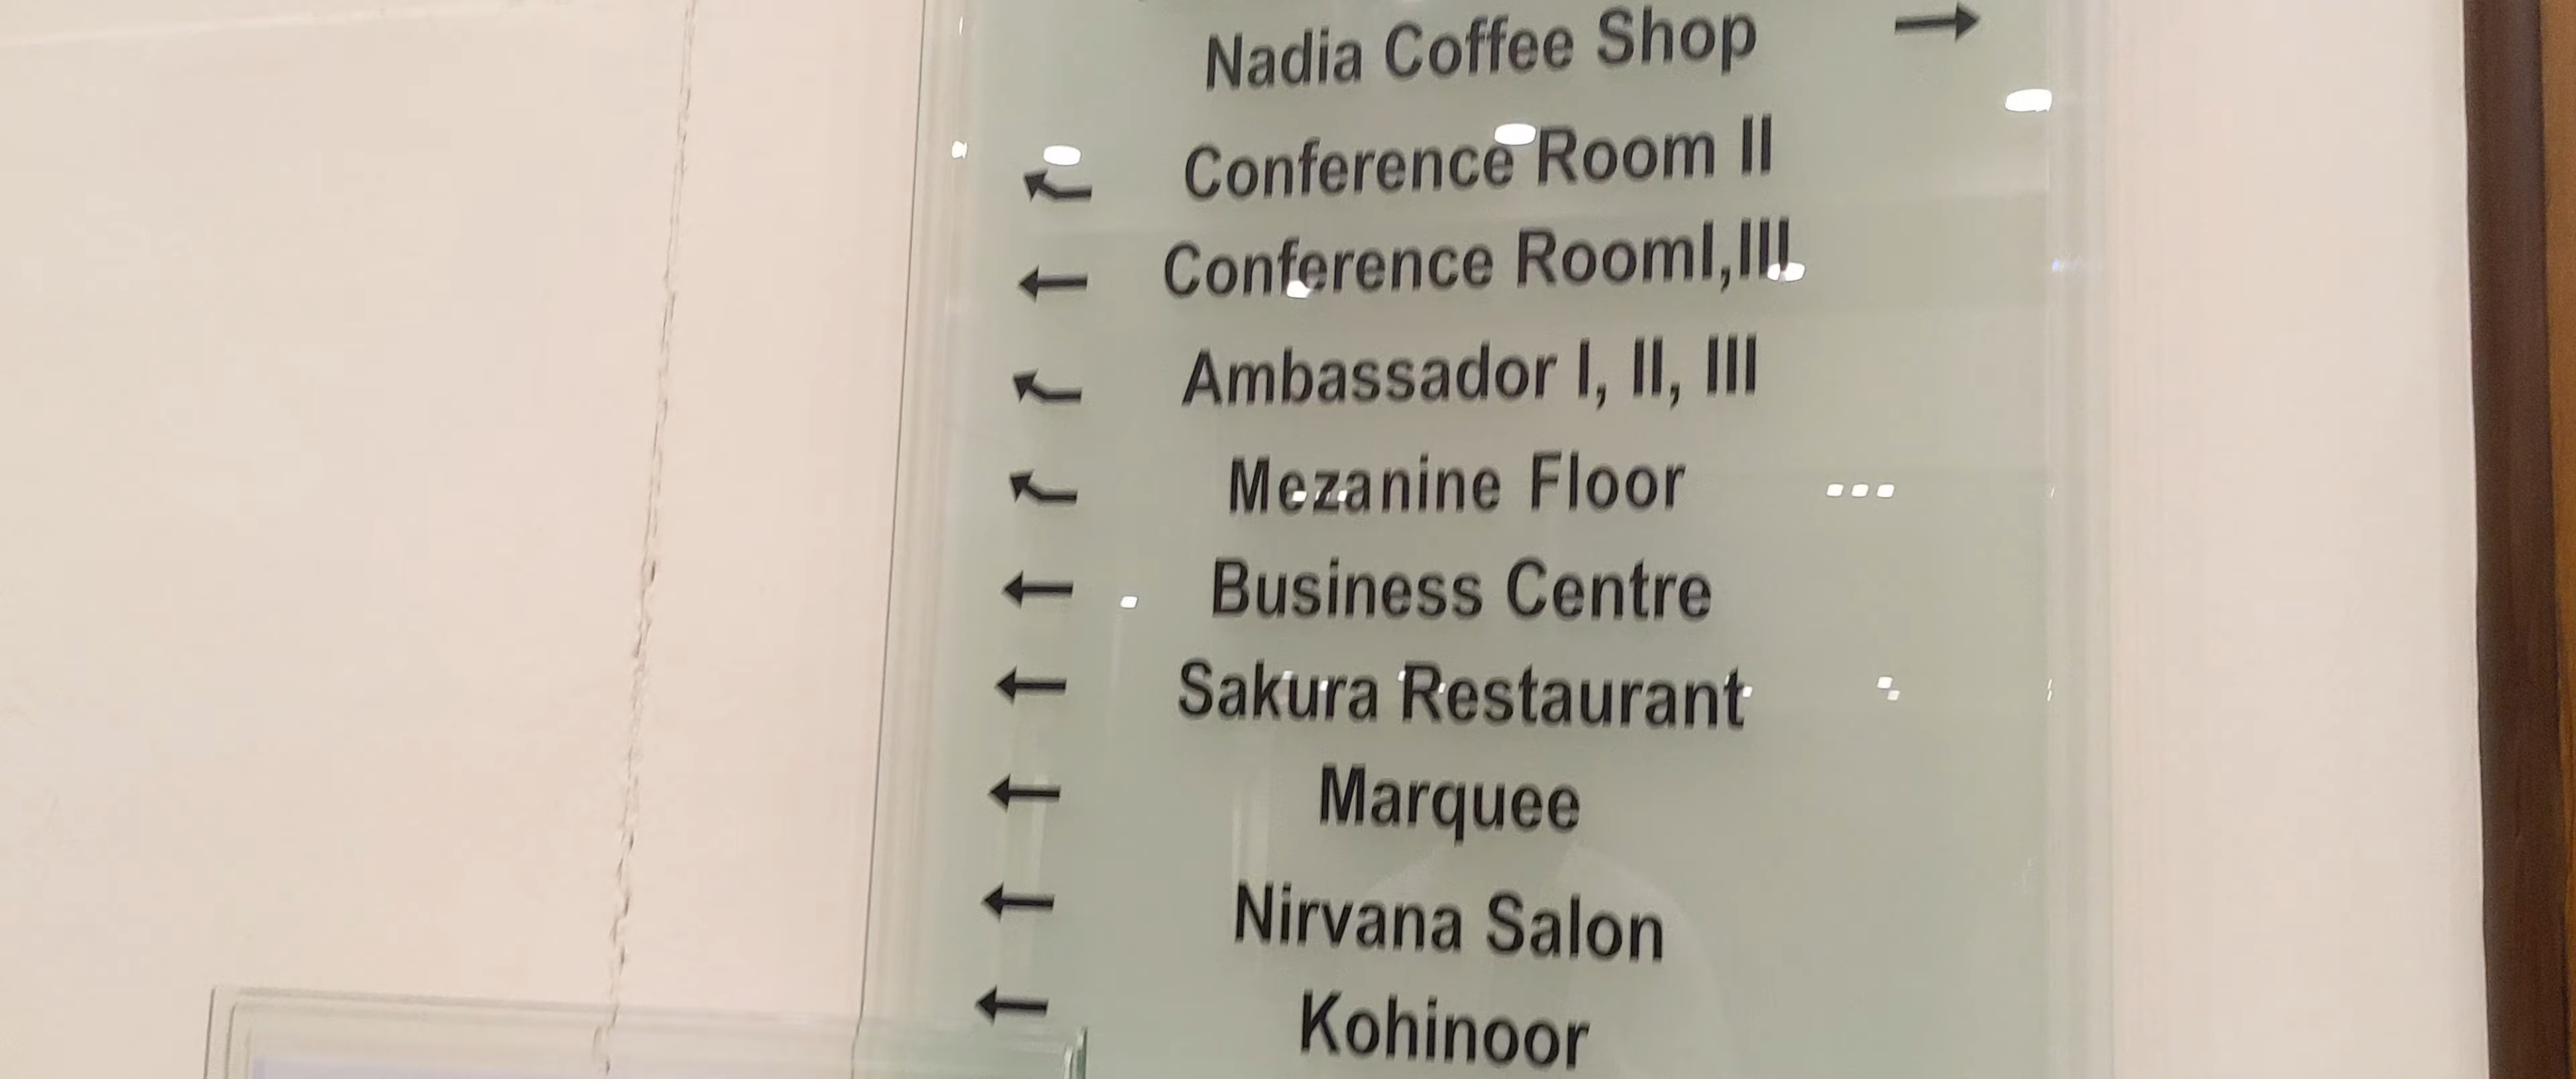 Nadia Coffee Shop
Conference Room II
Conference RoomI,III
Ambassador I, II, III
Mezanine Floor
Business Centre
Sakura Restaurant
Marquee
Nirvana Salon
Kohinoor